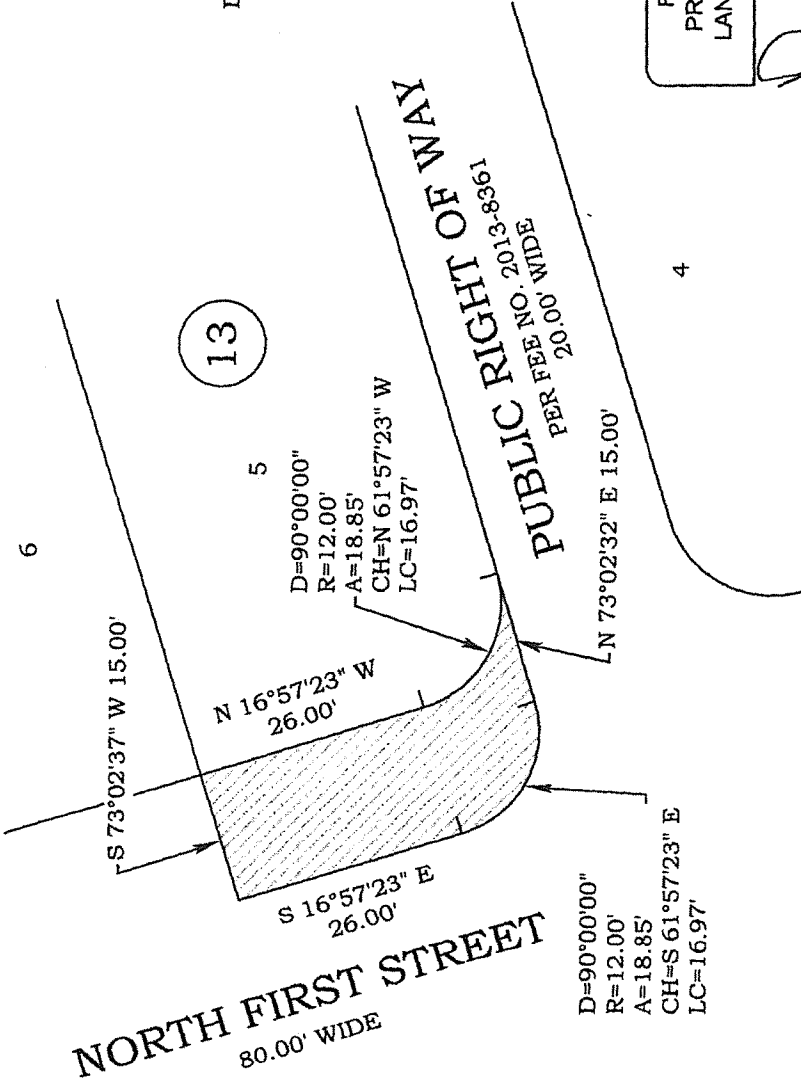 6
S 73°02'37" W 15.00'
13
5
N 16°57'23" W
26.00'
D=90°00'00"
R=12.00'
A=18.85'
CH=N 61°57'23" W
LC=16.97'
PUBLIC RIGHT OF WAY
PER FEE NO. 2013-8361
20.00' WIDE
4
N 73°02'32" E 15.00'
S 16°57'23" E
26.00'
NORTH FIRST STREET
80.00' WIDE
D=90°00'00"
R=12.00'
A=18.85'
CH=S 61°57'23" E
LC=16.97'
PR
LAN